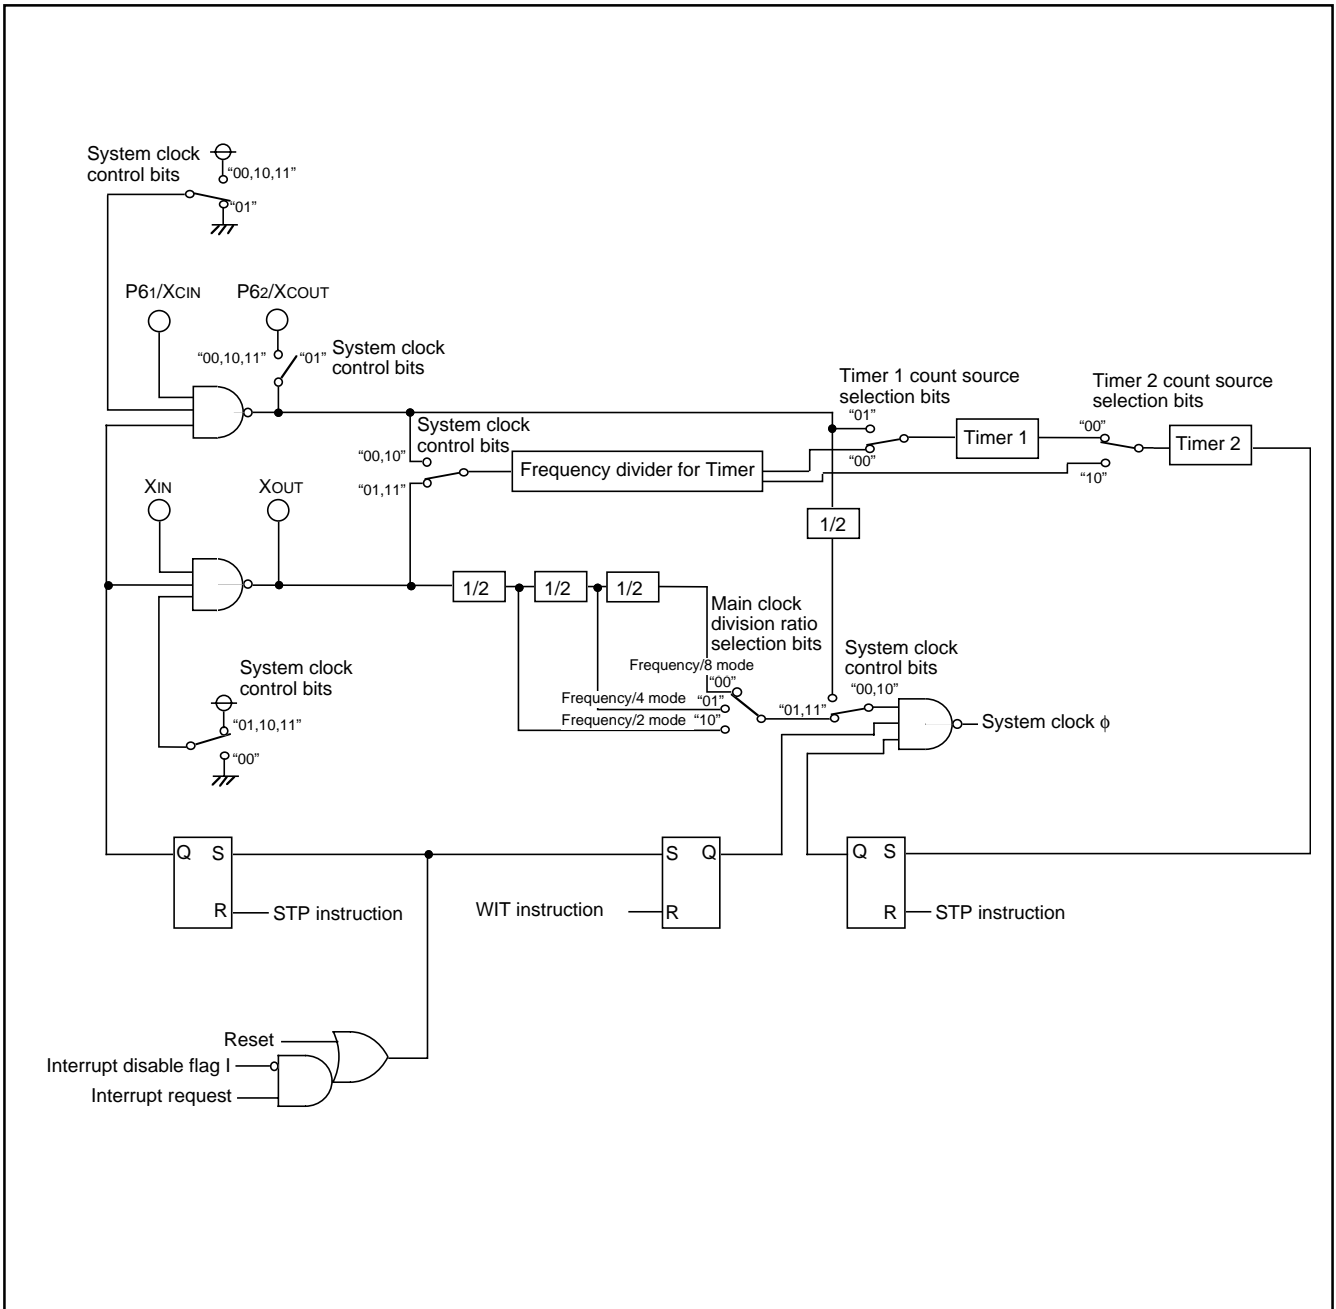 System clock
control bits
“00,10,11”
“01”
P61/XCIN
P62/XCOUT
“00,10,11”
“01”
System clock
control bits
Timer 1 count source
selection bits
“01”
“00”
Timer 1
Timer 2 count source
selection bits
“00”
“10”
Timer 2
System clock
control bits
“00,10”
“01,11”
Frequency divider for Timer
XIN
XOUT
1/2
1/2
1/2
1/2
Main clock
division ratio
selection bits
Frequency/8 mode
“00”
Frequency/4 mode “01”
Frequency/2 mode “10”
System clock
control bits
“00,10”
“01,11”
System clock ϕ
System clock
control bits
“01,10,11”
“00”
Q S
R
STP instruction
WIT instruction
S Q
R
Q S
R
STP instruction
Reset
Interrupt disable flag I
Interrupt request